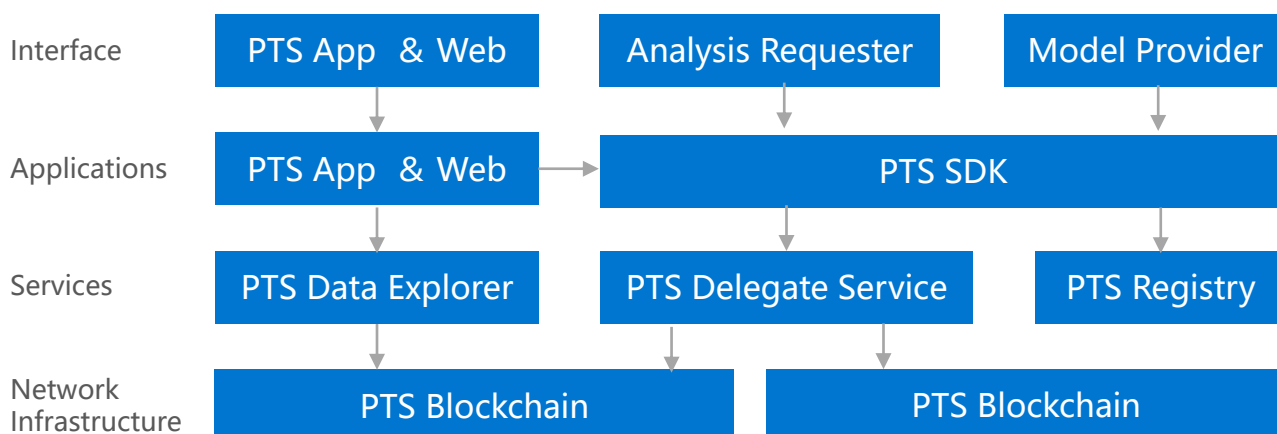 Interface
PTS App & Web
Analysis Requester
Model Provider
Applications
PTS App & Web
PTS SDK
Services
PTS Data Explorer
PTS Delegate Service
PTS Registry
Network
Infrastructure
PTS Blockchain
PTS Blockchain